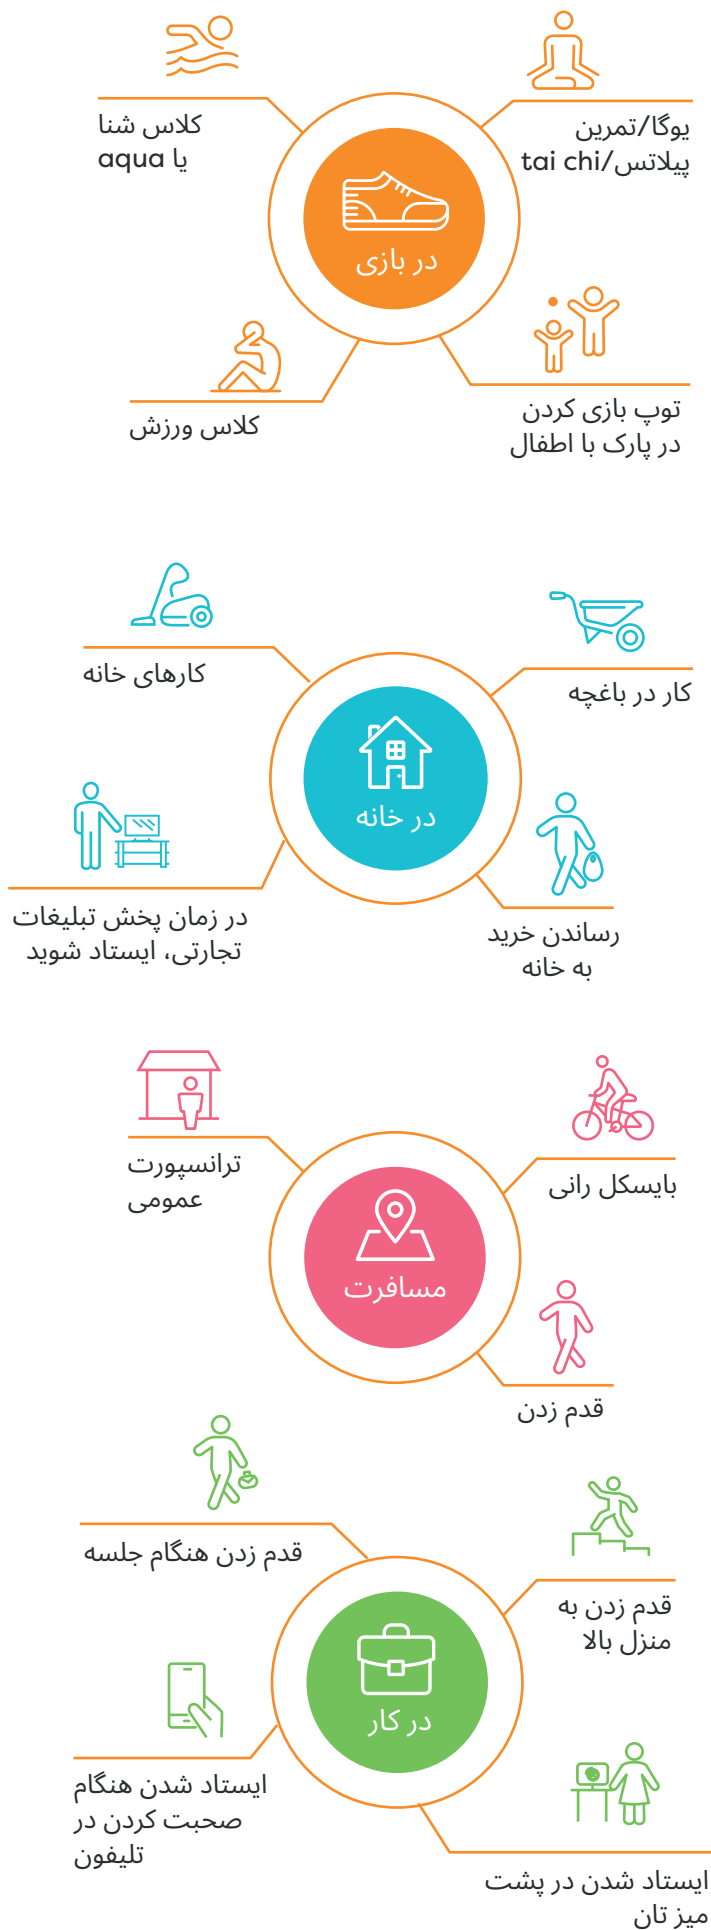 یوگا/تمرین
پیلاتس/tai chi
کلاس شنا
یا aqua
در بازی
توپ بازی کردن
در پارک با اطفال
کلاس ورزش
کار در باغچه
کارهای خانه
در خانه
رساندن خرید
به خانه
در زمان پخش تبلیغات
تجارتی، ایستاد شوید
بایسکل رانی
ترانسپورت
عمومی
مسافرت
قدم زدن
قدم زدن هنگام جلسه
قدم زدن به
منزل بالا
در کار
ایستاد شدن هنگام
صحبت کردن در
تلیفون
ایستاد شدن در پشت
میز تان